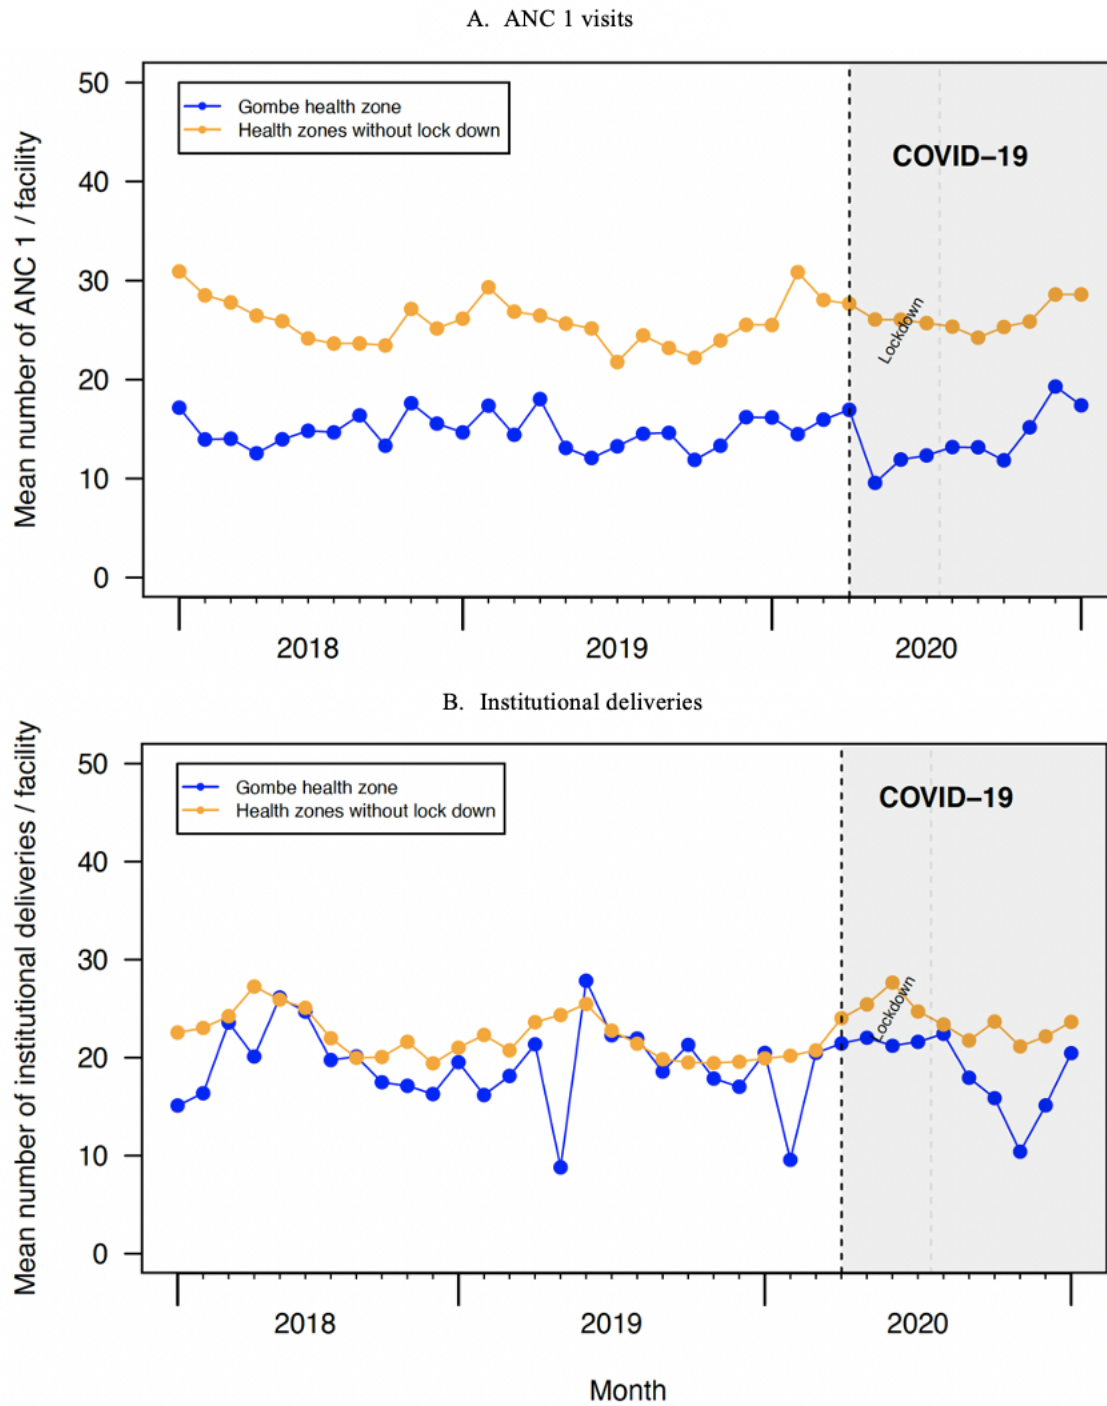 A. ANC 1 visits
Mean number of ANC 1 / facility
50
40
30
20
10
0
Gombe health zone
Health zones without lock down
COVID–19
Lockdown
2018 2019 2020
B. Institutional deliveries
Mean number of institutional deliveries / facility
50
40
30
20
10
0
Gombe health zone
Health zones without lock down
COVID–19
Lockdown
2018 2019 2020
Month